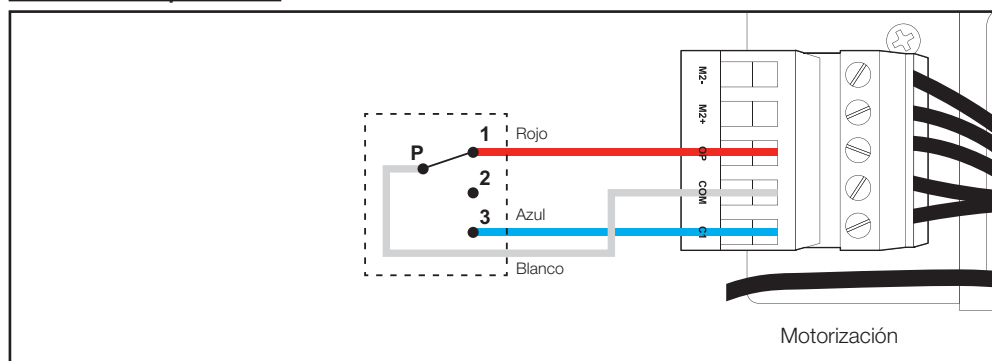 P
1
Rojo
2
3
Azul
Blanco
M2-
M2+
OP
COM
C1
Motorización